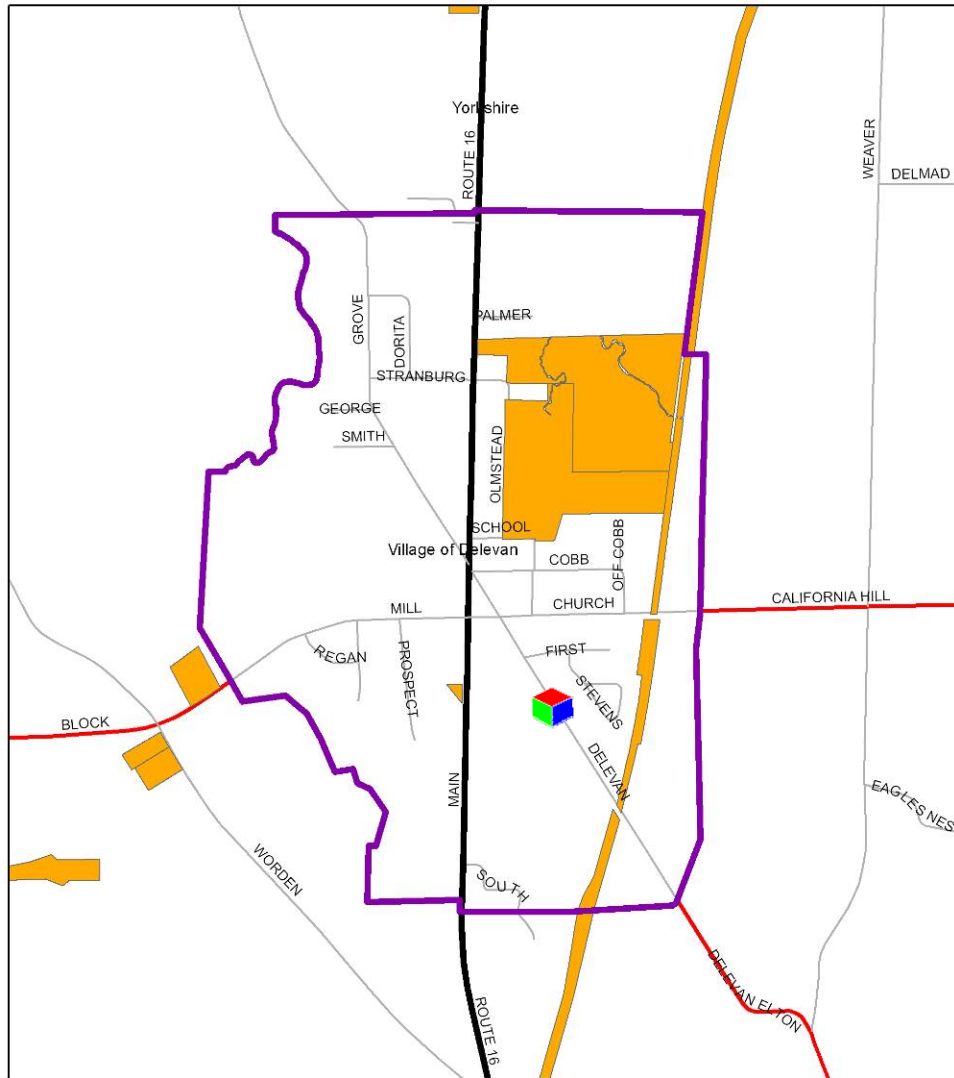 Yorkshire
ROUTE 16
WEAVER
DELMAD
PALMER
GROVE
DORITA
STRANBURG
GEORGE
SMITH
OLMSTEAD
SCHOOL
Village of Delevan
COBB
OFF COBB
CHURCH
CALIFORNIA HILL
MILL
REGAN
PROSPECT
FIRST
STEVENS
BLOCK
MAIN
DELEVAN
EAGLES NES
WORDEN
SOUTH
DELEVAN ELTON
ROUTE 16